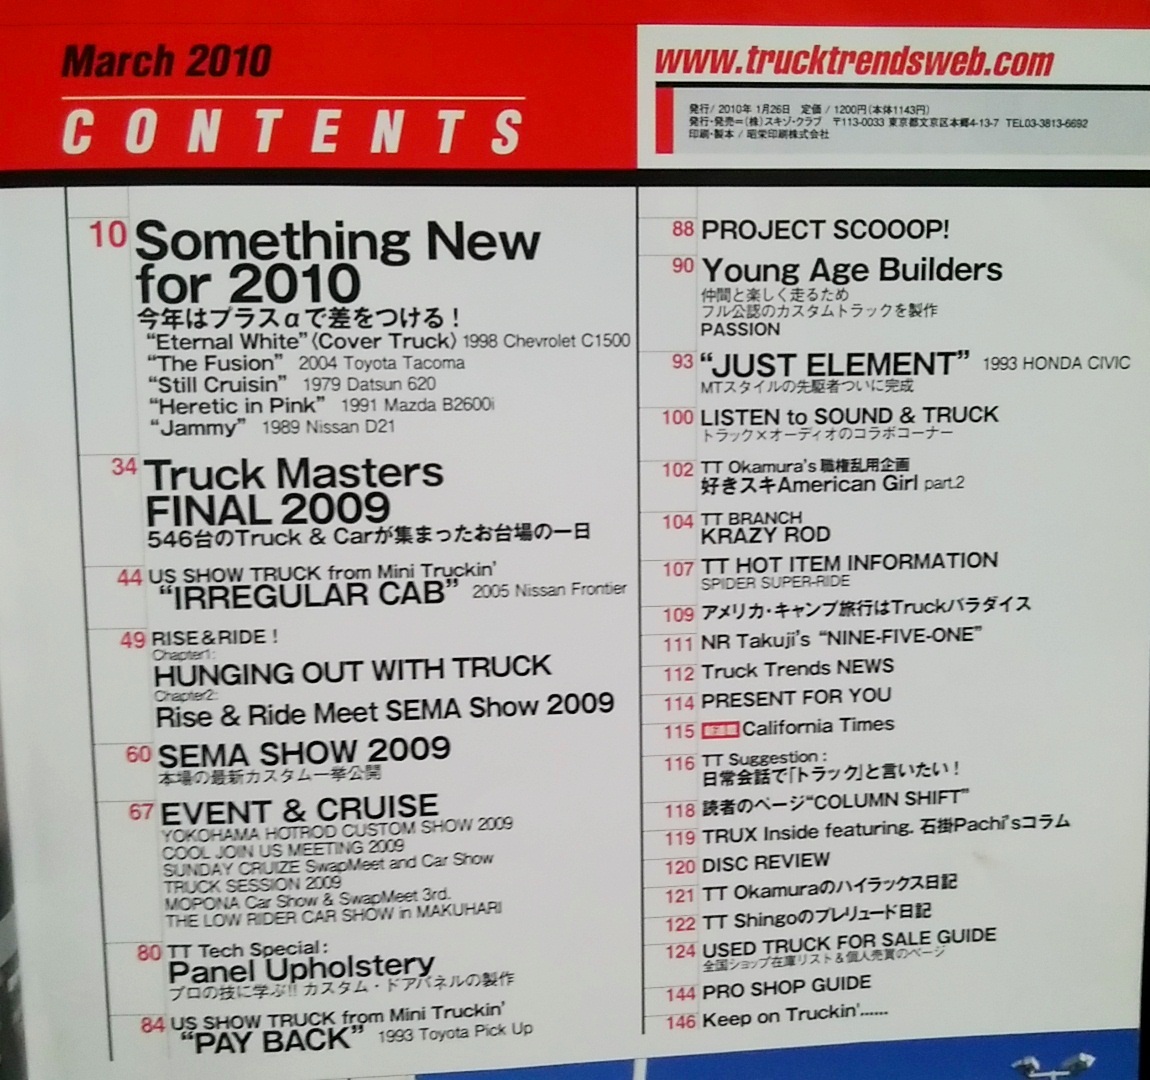 March 2010
CONTENTS
www.trucktrendsweb.com
発行/ 2010年 1月26日　定価 / 1200円(本体1143円)
発行・発売=(株)スキゾ・クラブ　〒113-0033 東京都文京区本郷4-13-7　TEL03-3813-6692
印刷・製本 / 昭栄印刷株式会社
10 Something New
for 2010
今年はプラスαで差をつける！
“Eternal White”〈Cover Truck〉1998 Chevrolet C1500
“The Fusion” 2004 Toyota Tacoma
“Still Cruisin” 1979 Datsun 620
“Heretic in Pink” 1991 Mazda B2600i
“Jammy” 1989 Nissan D21
34 Truck Masters
FINAL 2009
546台のTruck & Carが集まったお台場の一日
44 US SHOW TRUCK from Mini Truckin’
“IRREGULAR CAB” 2005 Nissan Frontier
49 RISE&RIDE！
Chapter1:
HUNGING OUT WITH TRUCK
Chapter2:
Rise & Ride Meet SEMA Show 2009
60 SEMA SHOW 2009
本場の最新カスタム一挙公開
67 EVENT & CRUISE
YOKOHAMA HOTROD CUSTOM SHOW 2009
COOL JOIN US MEETING 2009
SUNDAY CRUIZE SwapMeet and Car Show
TRUCK SESSION 2009
MOPONA Car Show & SwapMeet 3rd.
THE LOW RIDER CAR SHOW in MAKUHARI
80 TT Tech Special:
Panel Upholstery
プロの技に学ぶ!! カスタム・ドアパネルの製作
84 US SHOW TRUCK from Mini Truckin’
“PAY BACK” 1993 Toyota Pick Up
88 PROJECT SCOOOP!
90 Young Age Builders
仲間と楽しく走るため
フル公認のカスタムトラックを製作
PASSION
93 “JUST ELEMENT” 1993 HONDA CIVIC
MTスタイルの先駆者ついに完成
100 LISTEN to SOUND & TRUCK
トラック×オーディオのコラボコーナー
102 TT Okamura’s 職権乱用企画
好きスキAmerican Girl part.2
104 TT BRANCH
KRAZY ROD
107 TT HOT ITEM INFORMATION
SPIDER SUPER-RIDE
109 アメリカ・キャンプ旅行はTruckパラダイス
111 NR Takuji’s “NINE-FIVE-ONE”
112 Truck Trends NEWS
114 PRESENT FOR YOU
115 新連載 California Times
116 TT Suggestion :
日常会話で「トラック」と言いたい！
118 読者のページ“COLUMN SHIFT”
119 TRUX Inside featuring. 石掛Pachi’sコラム
120 DISC REVIEW
121 TT Okamuraのハイラックス日記
122 TT Shingoのプレリュード日記
124 USED TRUCK FOR SALE GUIDE
全国ショップ在庫リスト&個人売買のページ
144 PRO SHOP GUIDE
146 Keep on Truckin’……